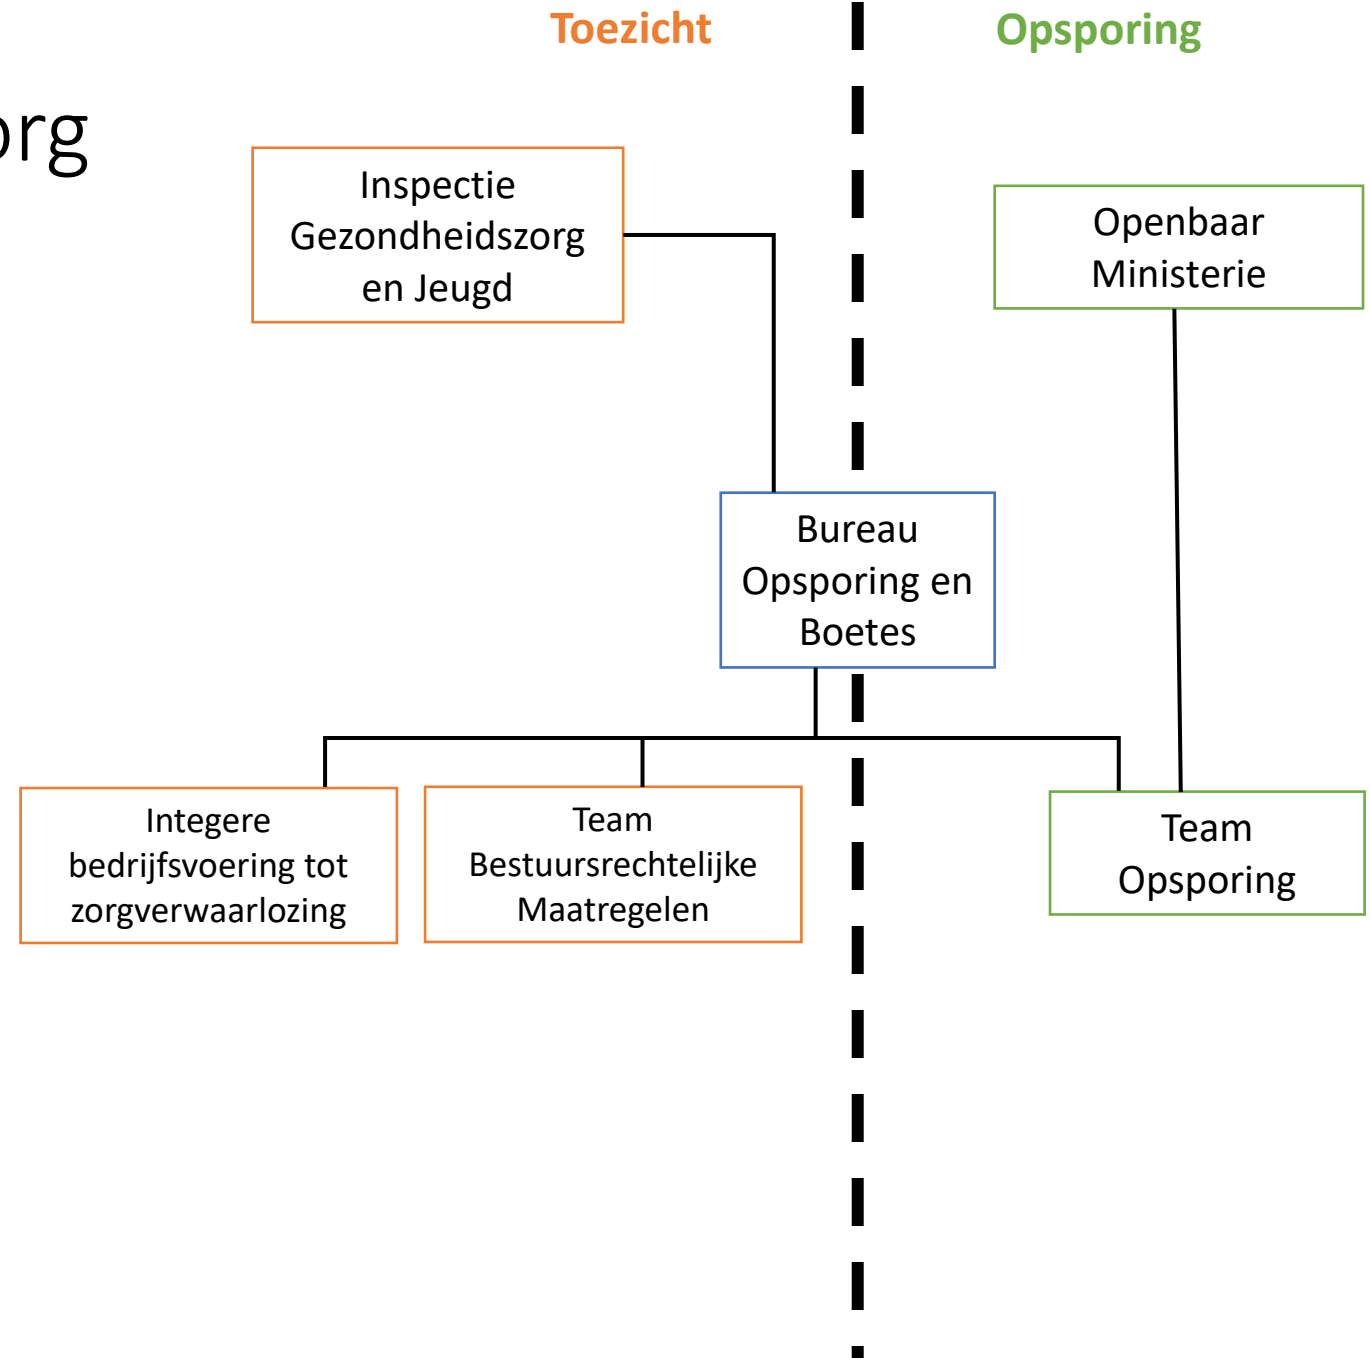 Toezicht
Opsporing
org
Inspectie
Gezondheidszorg
en Jeugd
Openbaar
Ministerie
Bureau
Opsporing en
Boetes
Integere
bedrijfsvoering tot
zorgverwaarlozing
Team
Bestuursrechtelijke
Maatregelen
Team
Opsporing